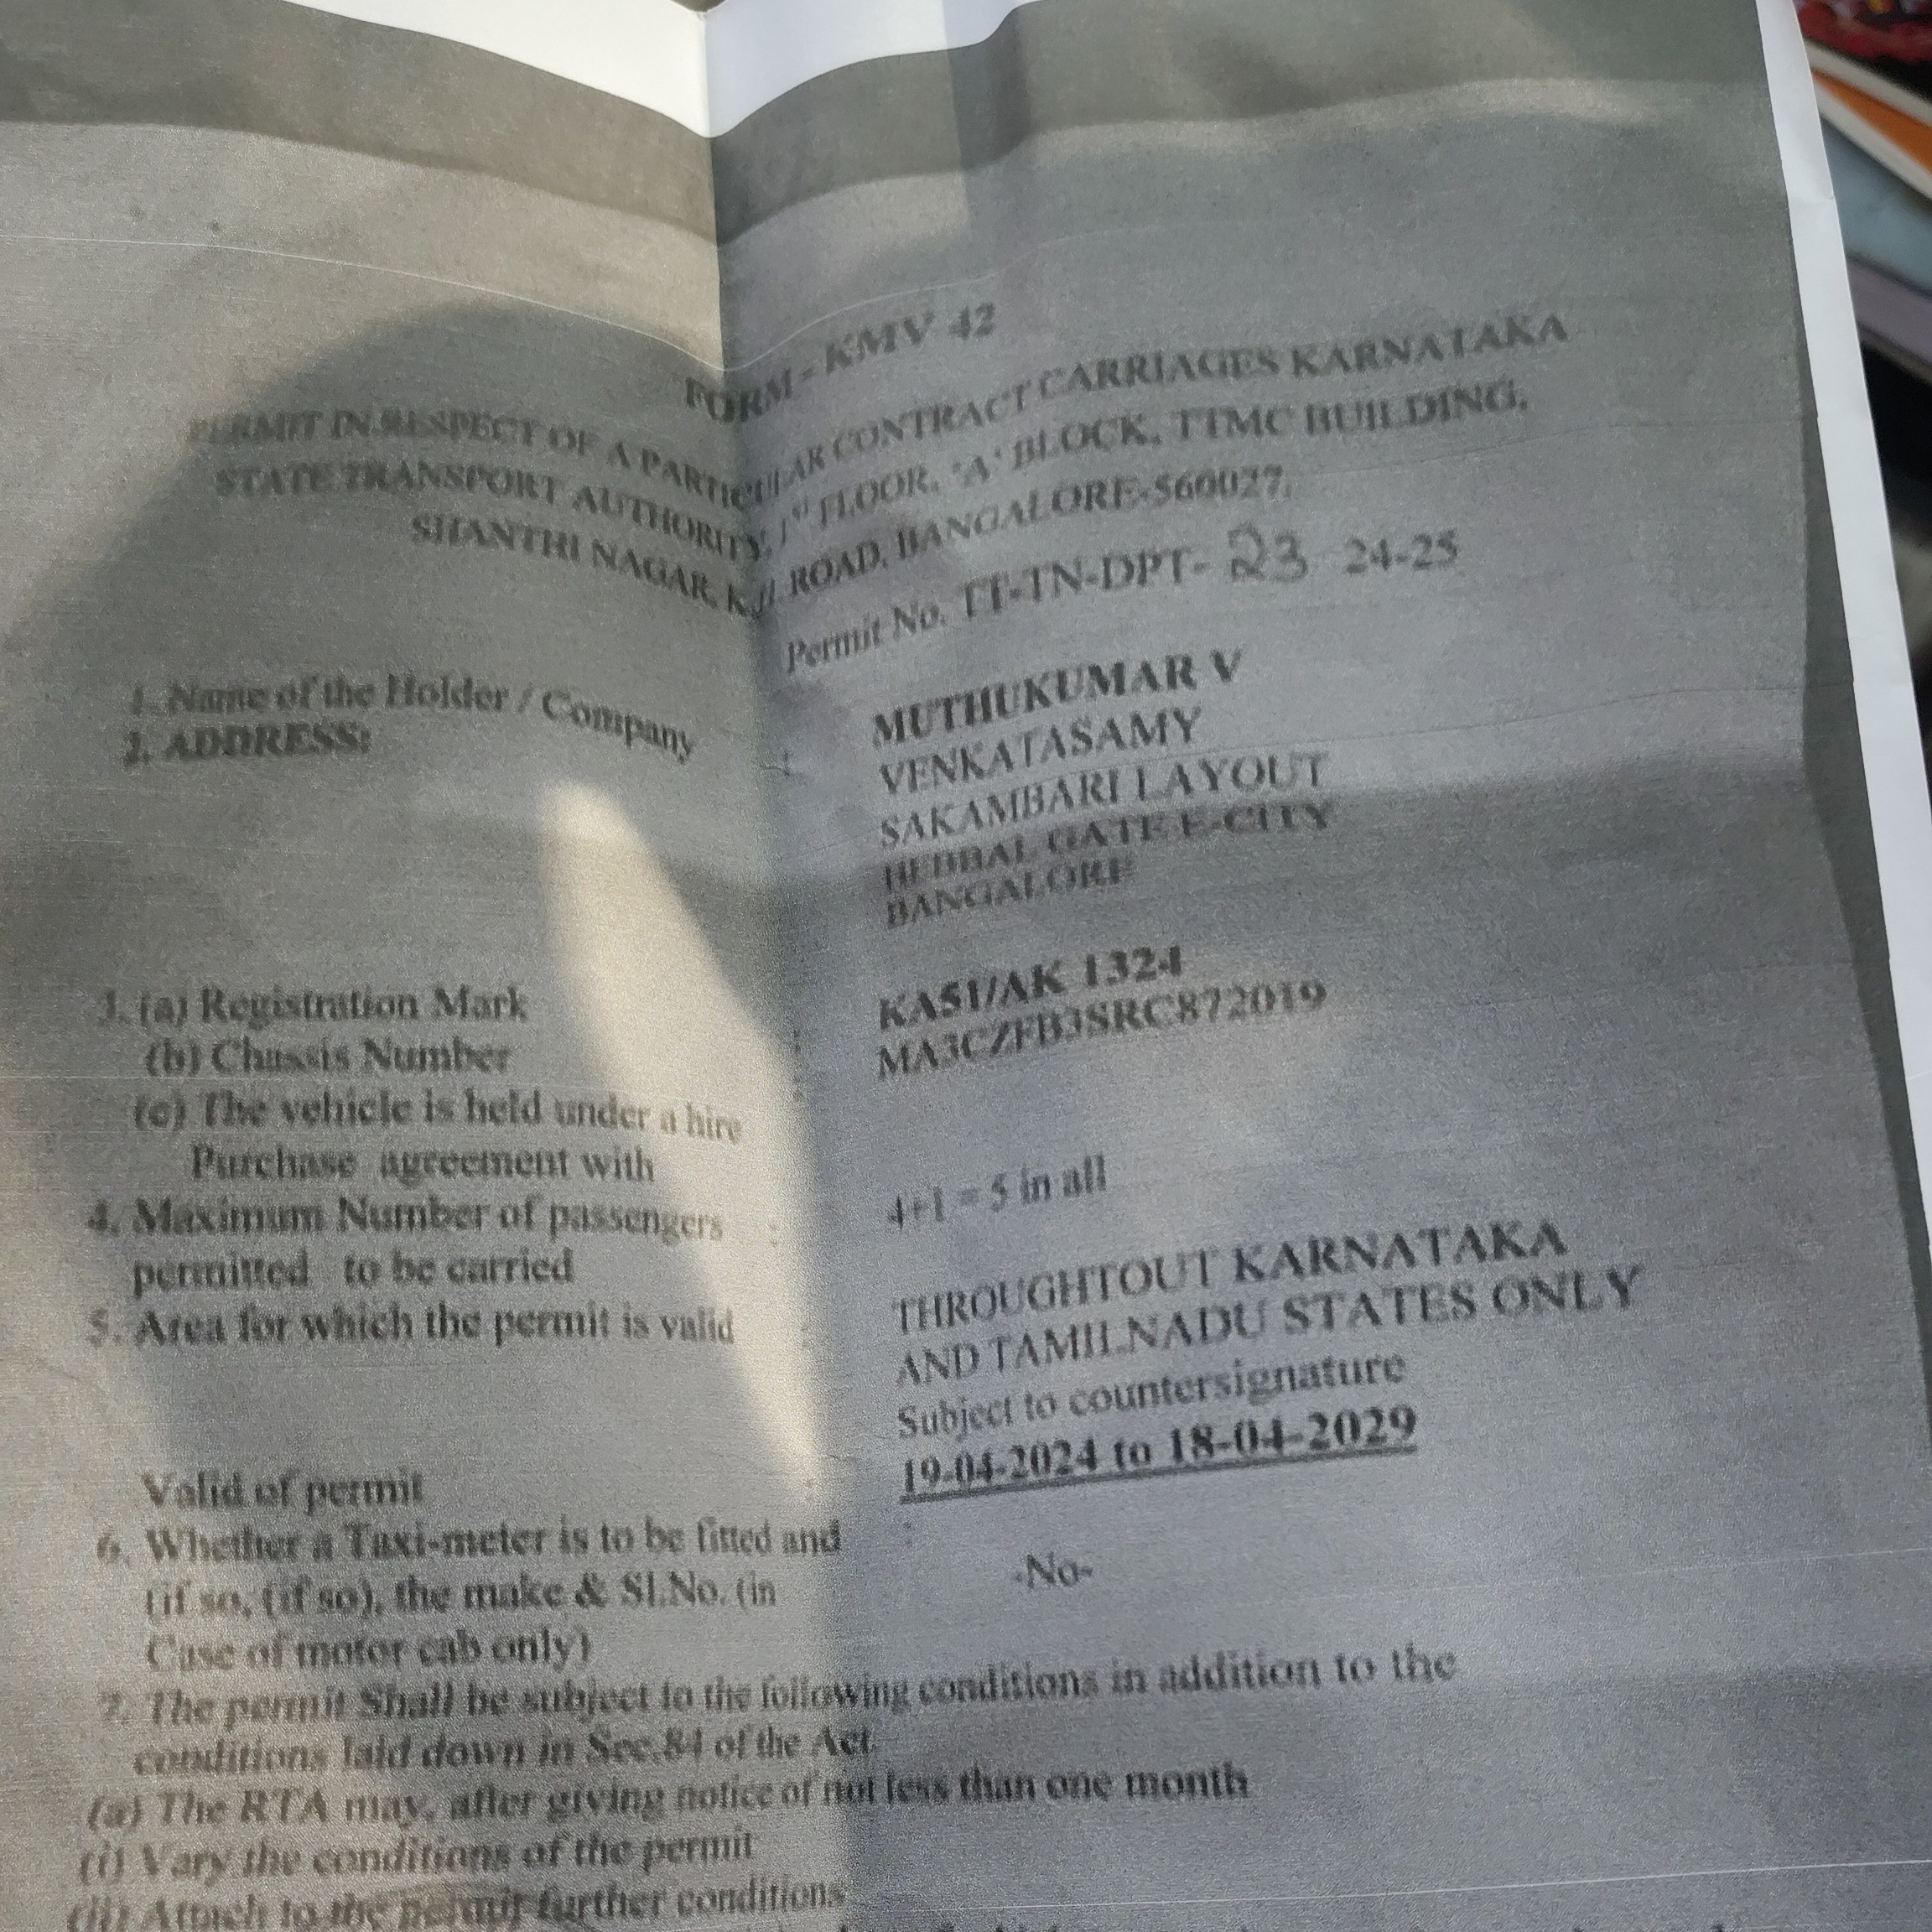 FORM - KMV 42
PERMIT IN RESPECT OF A PARTICULAR CONTRACT CARRIAGES KARNATAKA
STATE TRANSPORT AUTHORITY, 1st FLOOR, 'A' BLOCK, TTMC BUILDING,
SHANTHI NAGAR, K.H. ROAD, BANGALORE-560027.
Permit No. TT-TN-DPT- 23 24-25
1. Name of the Holder / Company : MUTHUKUMAR V
2. ADDRESS: VENKATASAMY
SAKAMBARI LAYOUT
HEBBAL GATE E-CITY
BANGALORE
3. (a) Registration Mark : KA51/AK 1324
(b) Chassis Number : MA3CZFB3SRC872019
(c) The vehicle is held under a hire
Purchase agreement with
4. Maximum Number of passengers : 4+1 = 5 in all
permitted to be carried
5. Area for which the permit is valid : THROUGHTOUT KARNATAKA
AND TAMILNADU STATES ONLY
Subject to countersignature
Valid of permit : 19-04-2024 to 18-04-2029
6. Whether a Taxi-meter is to be fitted and :
(if so, (if so), the make & Sl.No. (in -No-
Case of motor cab only)
7. The permit Shall be subject to the following conditions in addition to the
conditions laid down in Sec.84 of the Act.
(a) The RTA may, after giving notice of not less than one month
(i) Vary the conditions of the permit
(ii) Attach to the permit further conditions